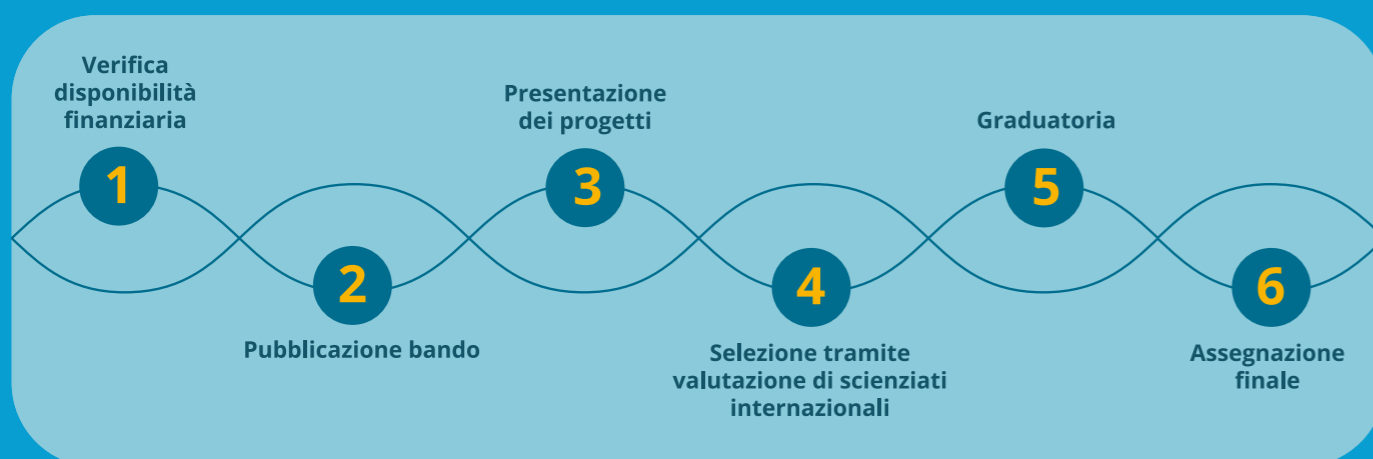 Verifica
disponibilità
finanziaria
1
2
Pubblicazione bando
Presentazione
dei progetti
3
4
Selezione tramite
valutazione di scienziati
internazionali
Graduatoria
5
6
Assegnazione
finale